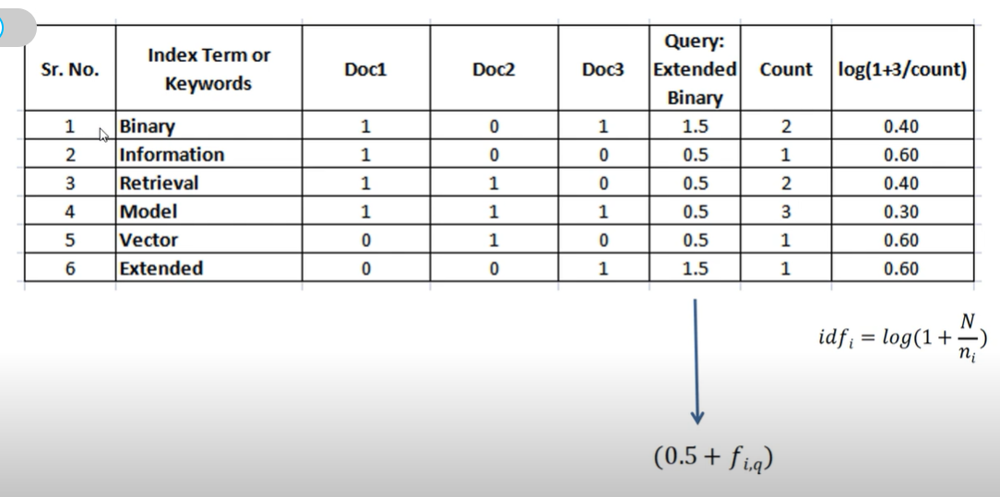 Sr. No. Index Term or Keywords Doc1 Doc2 Doc3 Query: Extended Binary Count log(1+3/count)
1 Binary 1 0 1 1.5 2 0.40
2 Information 1 0 0 0.5 1 0.60
3 Retrieval 1 1 0 0.5 2 0.40
4 Model 1 1 1 0.5 3 0.30
5 Vector 0 1 0 0.5 1 0.60
6 Extended 0 0 1 1.5 1 0.60
idf_i = log(1 + N/n_i)
(0.5 + f_{i,q})